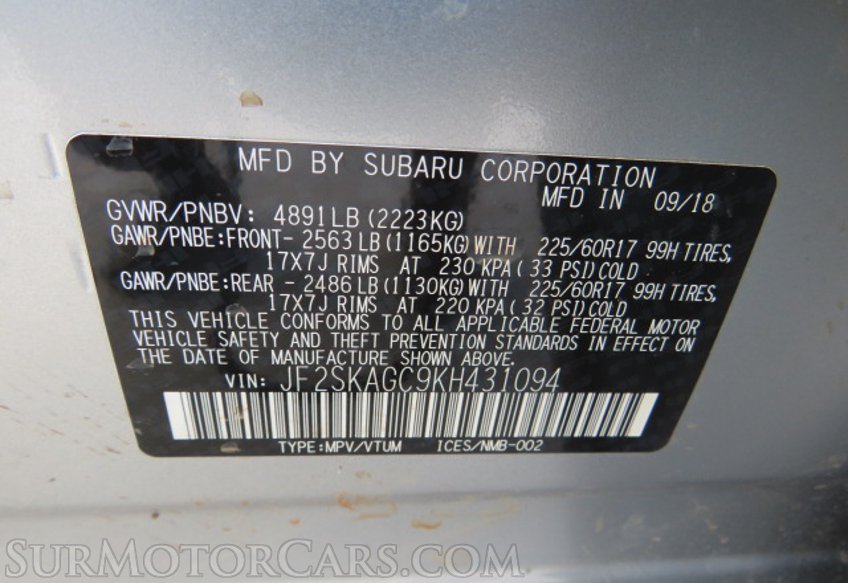 MFD BY SUBARU CORPORATION
MFD IN 09/18
GVWR/PNBV: 4891LB(2223KG)
GAWR/PNBE:FRONT- 2563LB(1165KG)WITH 225/60R17 99H TIRES,
17X7J RIMS AT 230 KPA( 33 PSI)COLD
GAWR/PNBE:REAR - 2486LB(1130KG)WITH 225/60R17 99H TIRES,
17X7J RIMS AT 220 KPA( 32 PSI)COLD
THIS VEHICLE CONFORMS TO ALL APPLICABLE FEDERAL MOTOR
VEHICLE SAFETY AND THEFT PREVENTION STANDARDS IN EFFECT ON
THE DATE OF MANUFACTURE SHOWN ABOVE.
VIN: JF2SKAGC9KH431094
TYPE:MPV/VTUM ICES/NMB-002
SURMOTORCARS.COM